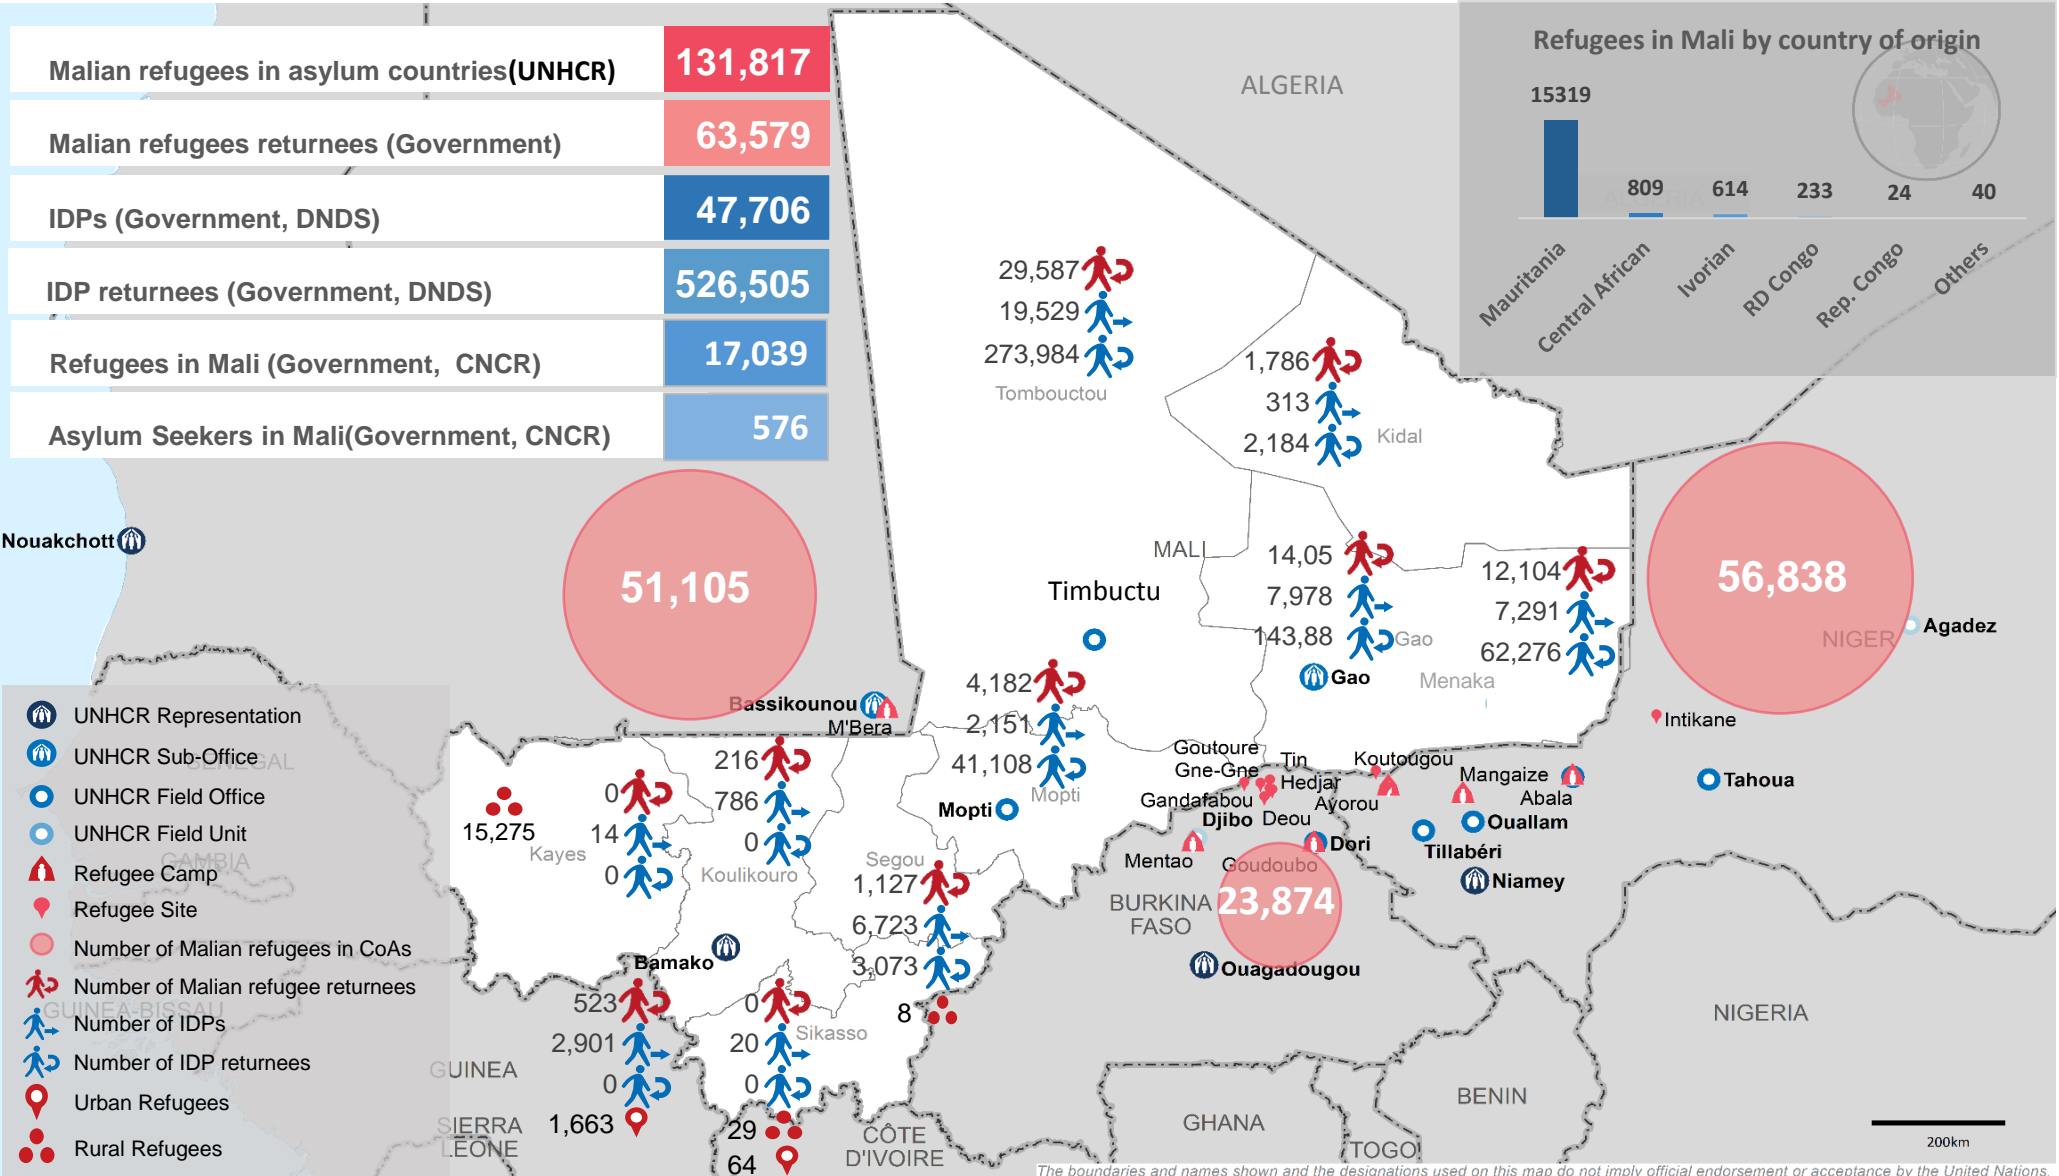 Malian refugees in asylum countries(UNHCR) 131,817
Malian refugees returnees (Government) 63,579
IDPs (Government, DNDS) 47,706
IDP returnees (Government, DNDS) 526,505
Refugees in Mali (Government, CNCR) 17,039
Asylum Seekers in Mali(Government, CNCR) 576
Refugees in Mali by country of origin
15319
809
614
233
24
40
ALGERIA
Mauritania
Central African
Ivorian
RD Congo
Rep. Congo
Others
ALGERIA
29,587
19,529
273,984
Tombouctou
1,786
313
2,184
Kidal
Nouakchott
51,105
MALI
Timbuctu
14,05
7,978
143,88
Gao
Gao
12,104
7,291
62,276
Menaka
56,838
NIGER
Agadez
Intikane
Tahoua
Bassikounou
M'Bera
4,182
2,151
41,108
Mopti
Mopti
Goutoure
Gne-Gne
Gandafabou
Djibo
Tin
Hedjar
Deou
Koutougou
Ayorou
Mangaize
Abala
Ouallam
Tillabéri
Niamey
Mentao
Goudoubo
Dori
BURKINA
FASO
23,874
Ouagadougou
15,275
0
14
0
Kayes
216
786
0
Koulikouro
Segou
1,127
6,723
3,073
8
Bamako
523
2,901
0
1,663
0
20
0
Sikasso
29
64
UNHCR Representation
UNHCR Sub-Office
UNHCR Field Office
UNHCR Field Unit
Refugee Camp
Refugee Site
Number of Malian refugees in CoAs
Number of Malian refugee returnees
Number of IDPs
Number of IDP returnees
Urban Refugees
Rural Refugees
SENEGAL
GAMBIA
GUINEA-BISSAU
GUINEA
SIERRA
LEONE
CÔTE
D'IVOIRE
GHANA
TOGO
BENIN
NIGERIA
200km
The boundaries and names shown and the designations used on this map do not imply official endorsement or acceptance by the United Nations.